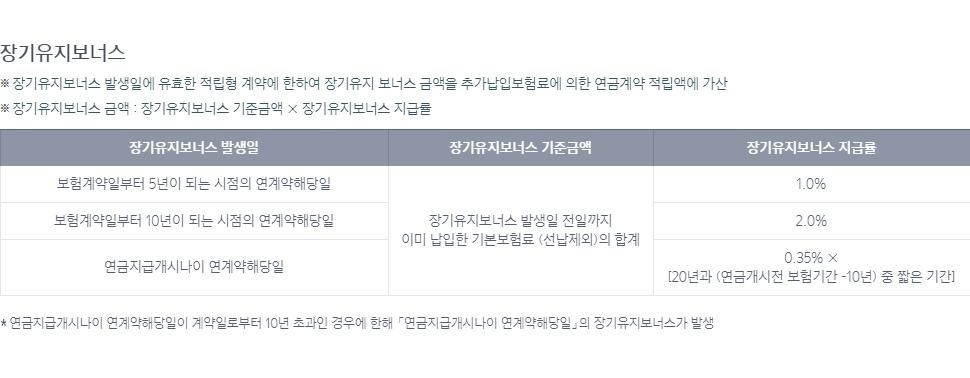 장기유지보너스
※ 장기유지보너스 발생일에 유효한 적립형 계약에 한하여 장기유지 보너스 금액을 추가납입보험료에 의한 연금계약 적립액에 가산
※ 장기유지보너스 금액 : 장기유지보너스 기준금액 × 장기유지보너스 지급률
장기유지보너스 발생일 장기유지보너스 기준금액 장기유지보너스 지급률
보험계약일부터 5년이 되는 시점의 연계약해당일 1.0%
보험계약일부터 10년이 되는 시점의 연계약해당일 2.0%
장기유지보너스 발생일 전일까지
이미 납입한 기본보험료 (선납제외)의 합계
연금지급개시나이 연계약해당일
0.35% ×
[20년과 (연금개시전 보험기간 -10년) 중 짧은 기간]
* 연금지급개시나이 연계약해당일이 계약일로부터 10년 초과인 경우에 한해 「연금지급개시나이 연계약해당일」의 장기유지보너스가 발생